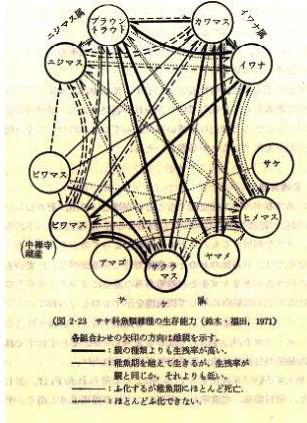 ニジマス属
イワナ属
ブラウン
トラウト
カワマス
ニジマス
イワナ
ビワマス
サケ
ビワマス
(中禅寺
湖産)
ヒメマス
アマゴ
サクラ
マス
ヤマメ
サ ケ 属
(図 2・23 サケ科魚類雑種の生存能力(鈴木・福田, 1971)
各組合わせの矢印の方向は雌親を示す.
:親の種類よりも生残率が高い.
:稚魚期を越えて生きるが, 生残率が
親と同じか, それよりも低い.
:ふ化するが稚魚期にほとんど死亡.
:ほとんどふ化できない.